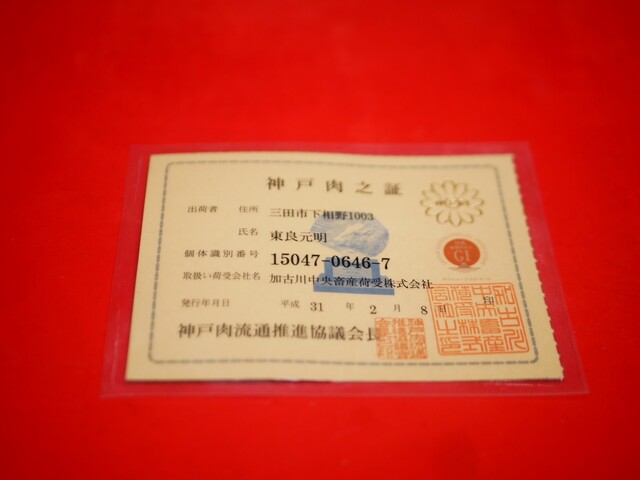 神戸肉之証
出荷者 住所 三田市下相野1003
氏名 東良元明
個体識別番号 15047-0646-7
取扱い荷受会社名 加古川中央畜産荷受株式会社
発行年月日 平成 31 年 2 月 8 日 印
神戸肉流通推進協議会長
GI